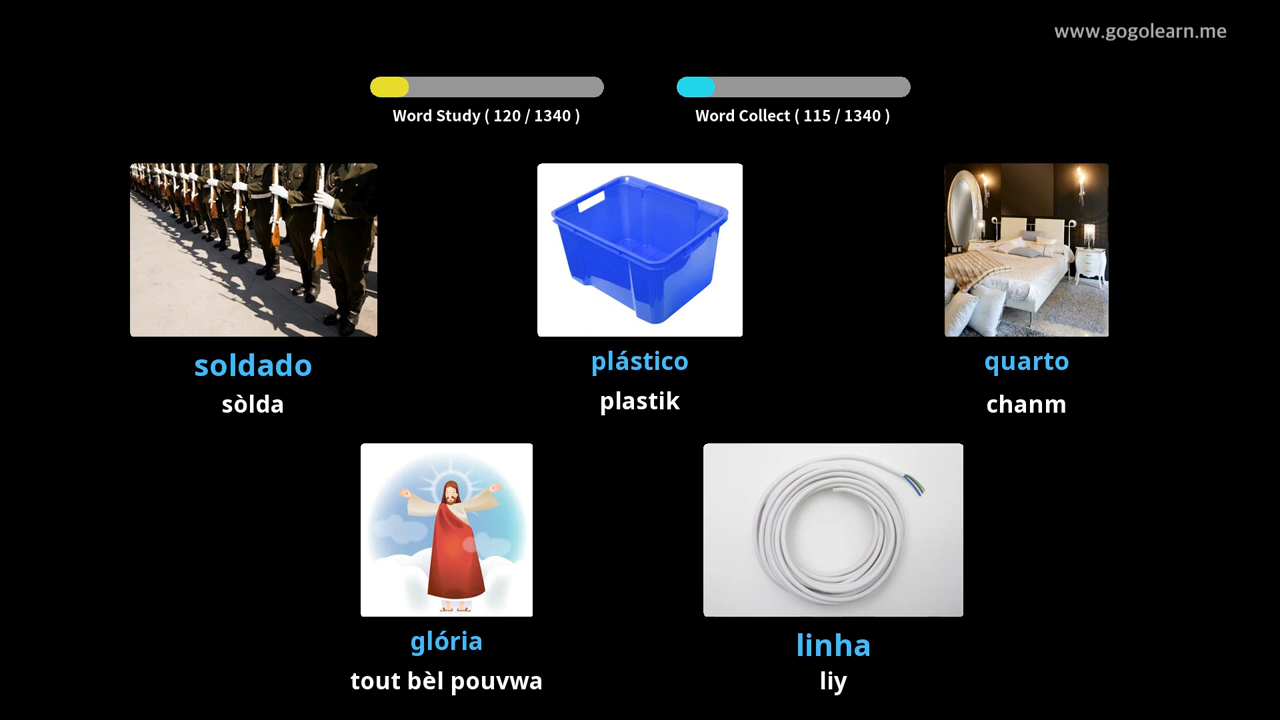 www.gogolearn.me
Word Study ( 120 / 1340 )
Word Collect ( 115 / 1340 )
soldado
sòlda
plástico
plastik
quarto
chanm
glória
tout bèl pouvwa
linha
liy